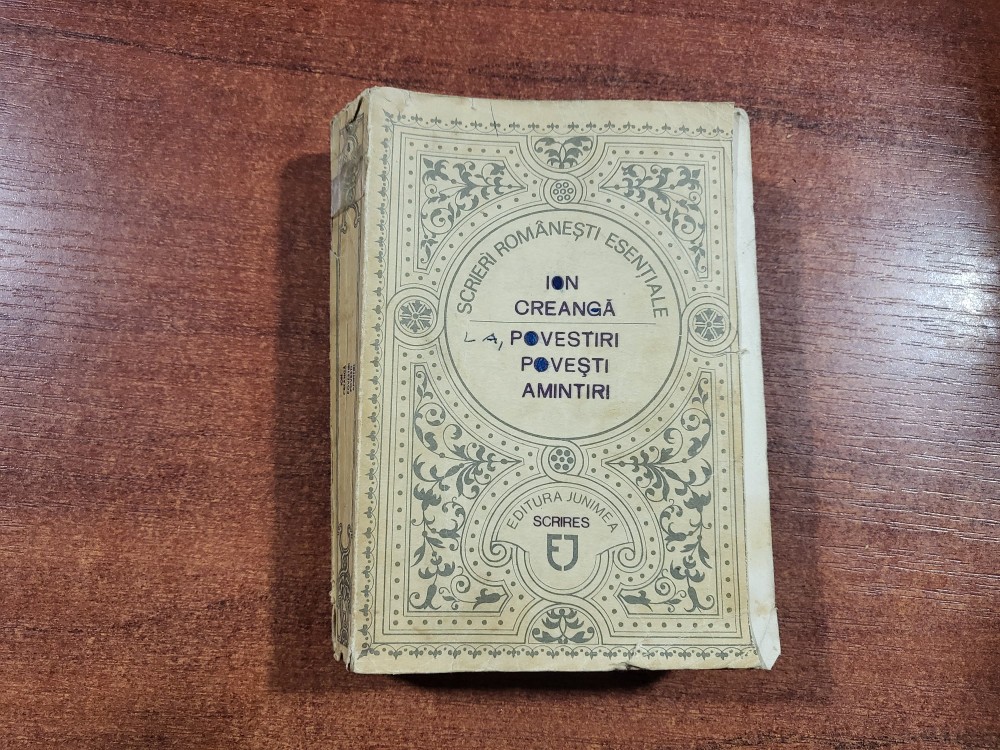 SCRIERI ROMÂNEȘTI ESENȚIALE
ION
CREANGĂ
LA, POVESTIRI
POVEȘTI
AMINTIRI
EDITURA JUNIMEA
SCRIRES
EJ